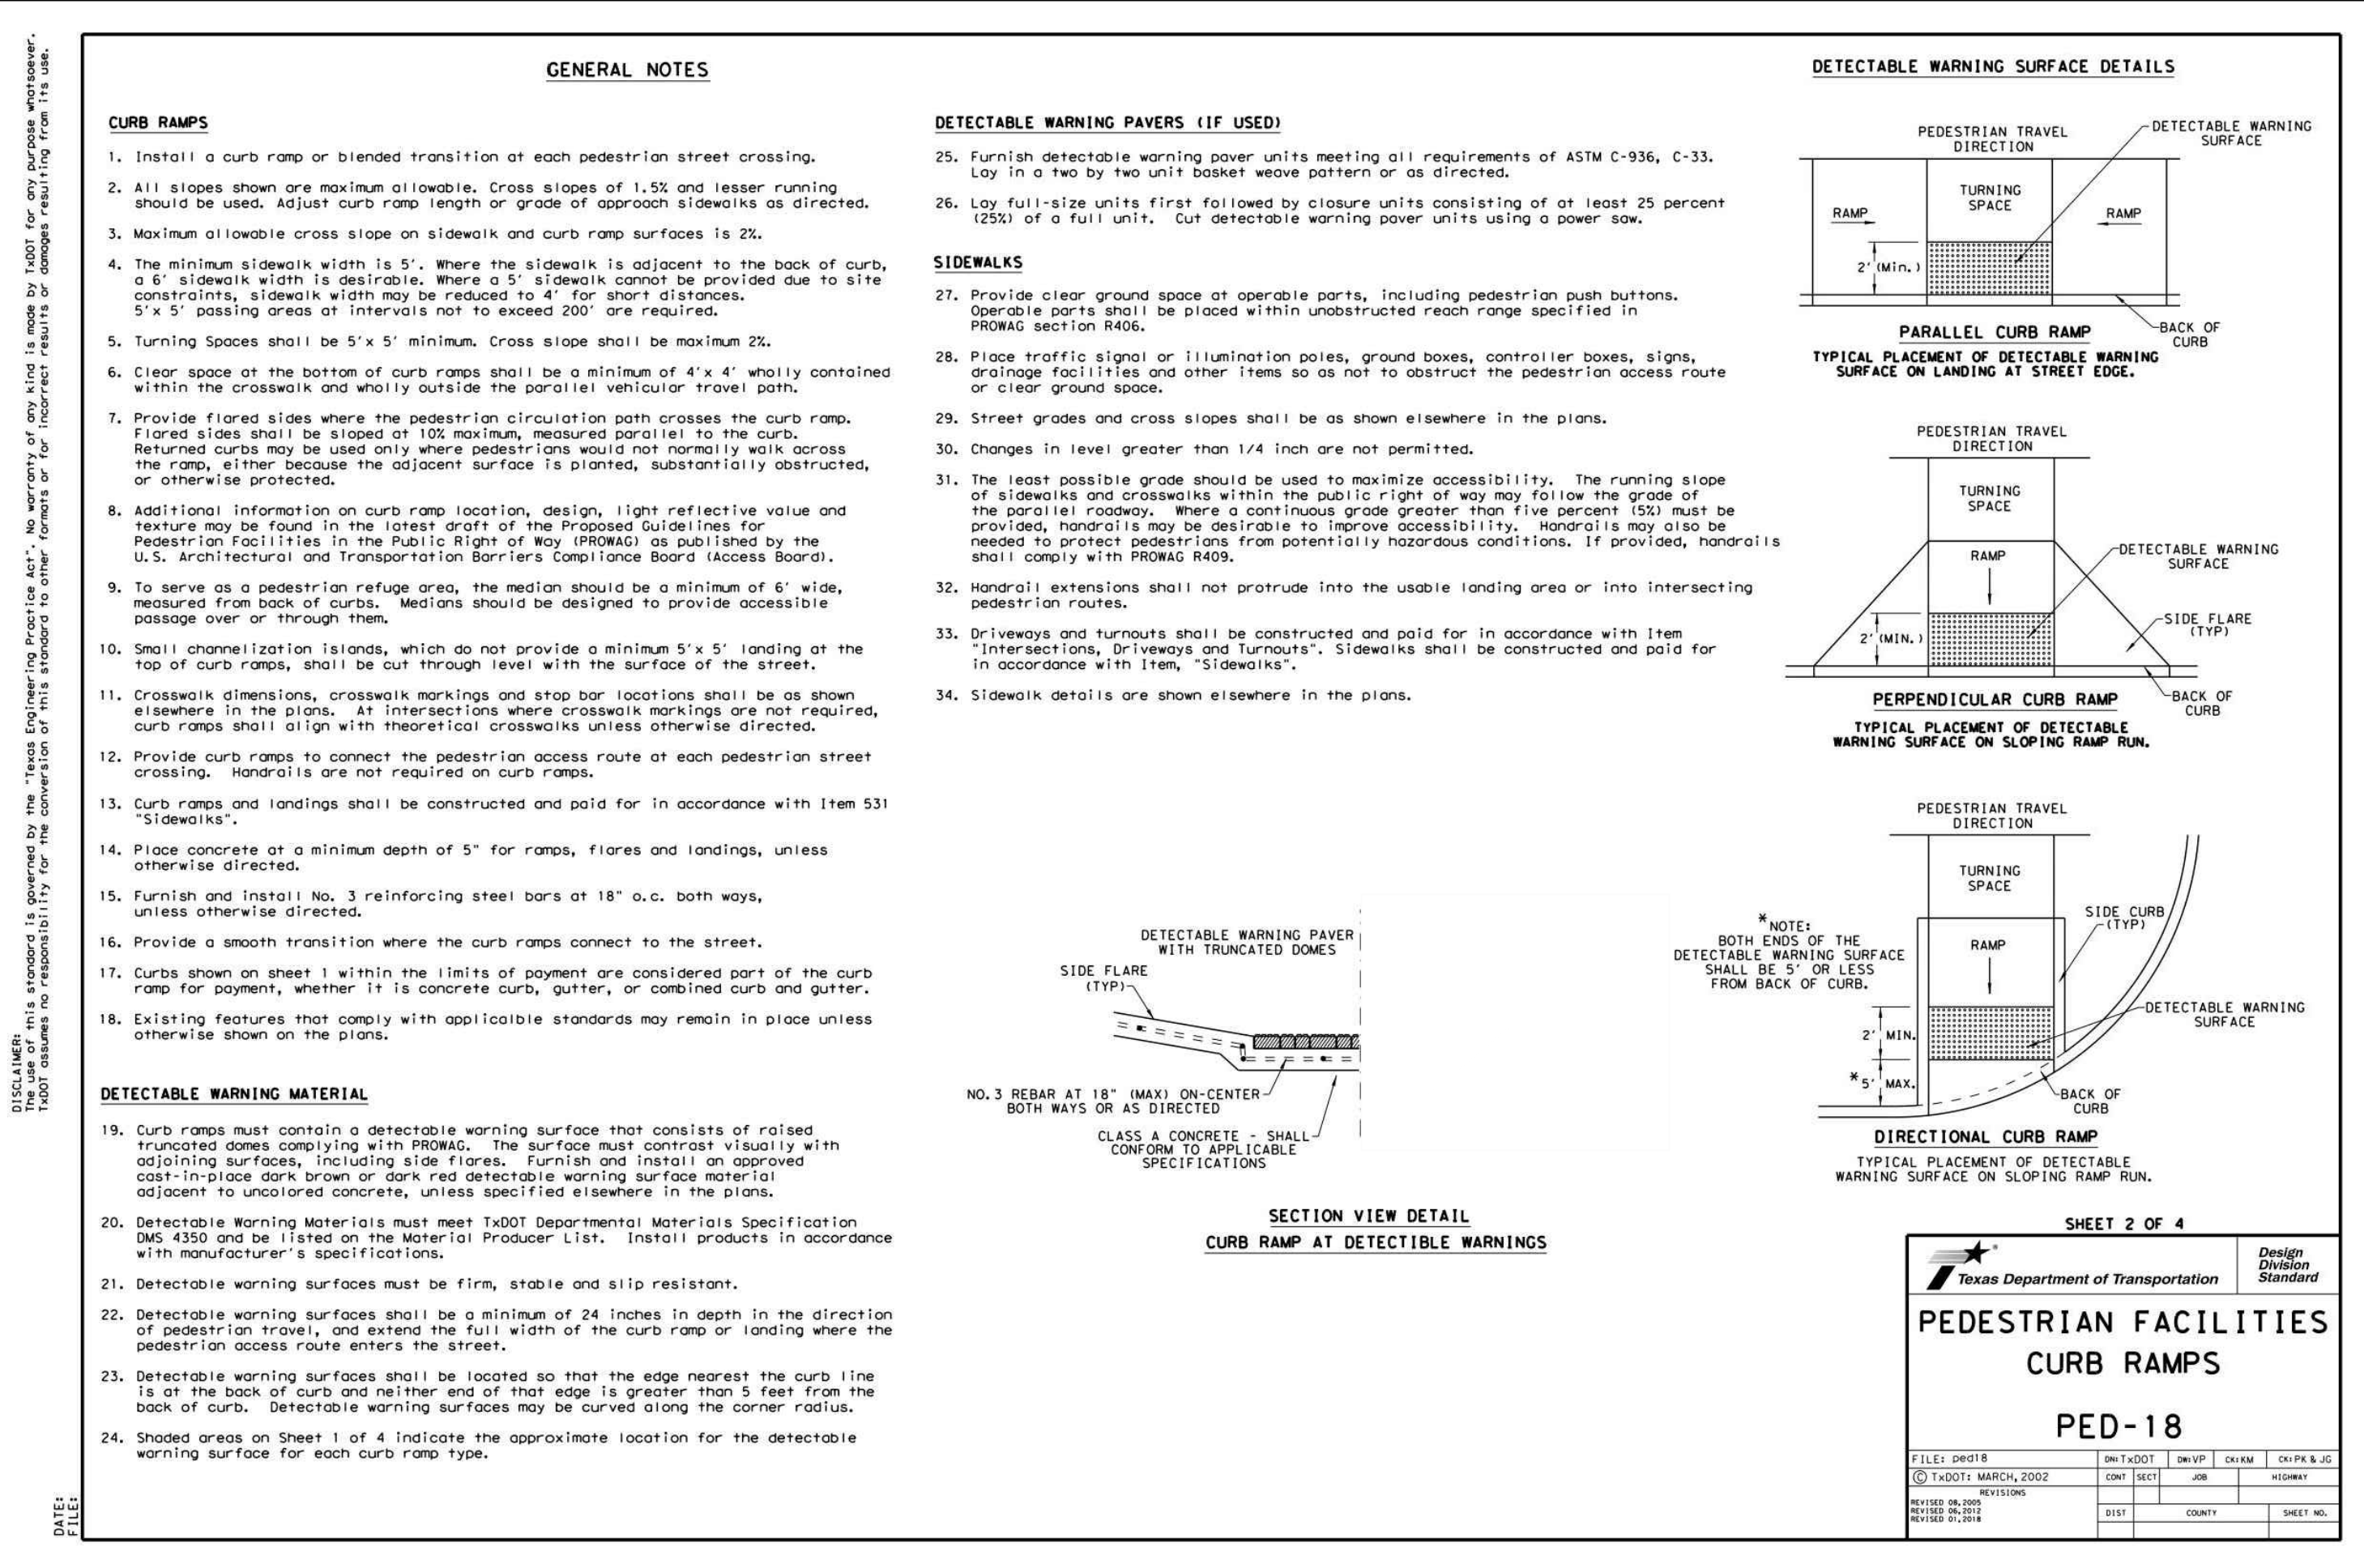 DISCLAIMER:
The use of this standard is governed by the "Texas Engineering Practice Act". No warranty of any kind is made by TxDOT for any purpose whatsoever.
TxDOT assumes no responsibility for the conversion of this standard to other formats or for incorrect results or damages resulting from its use.
DATE:
FILE:
GENERAL NOTES
CURB RAMPS
1. Install a curb ramp or blended transition at each pedestrian street crossing.
2. All slopes shown are maximum allowable. Cross slopes of 1.5% and lesser running
should be used. Adjust curb ramp length or grade of approach sidewalks as directed.
3. Maximum allowable cross slope on sidewalk and curb ramp surfaces is 2%.
4. The minimum sidewalk width is 5'. Where the sidewalk is adjacent to the back of curb,
a 6' sidewalk width is desirable. Where a 5' sidewalk cannot be provided due to site
constraints, sidewalk width may be reduced to 4' for short distances.
5'x 5' passing areas at intervals not to exceed 200' are required.
5. Turning Spaces shall be 5'x 5' minimum. Cross slope shall be maximum 2%.
6. Clear space at the bottom of curb ramps shall be a minimum of 4'x 4' wholly contained
within the crosswalk and wholly outside the parallel vehicular travel path.
7. Provide flared sides where the pedestrian circulation path crosses the curb ramp.
Flared sides shall be sloped at 10% maximum, measured parallel to the curb.
Returned curbs may be used only where pedestrians would not normally walk across
the ramp, either because the adjacent surface is planted, substantially obstructed,
or otherwise protected.
8. Additional information on curb ramp location, design, light reflective value and
texture may be found in the latest draft of the Proposed Guidelines for
Pedestrian Facilities in the Public Right of Way (PROWAG) as published by the
U.S. Architectural and Transportation Barriers Compliance Board (Access Board).
9. To serve as a pedestrian refuge area, the median should be a minimum of 6' wide,
measured from back of curbs. Medians should be designed to provide accessible
passage over or through them.
10. Small channelization islands, which do not provide a minimum 5'x 5' landing at the
top of curb ramps, shall be cut through level with the surface of the street.
11. Crosswalk dimensions, crosswalk markings and stop bar locations shall be as shown
elsewhere in the plans. At intersections where crosswalk markings are not required,
curb ramps shall align with theoretical crosswalks unless otherwise directed.
12. Provide curb ramps to connect the pedestrian access route at each pedestrian street
crossing. Handrails are not required on curb ramps.
13. Curb ramps and landings shall be constructed and paid for in accordance with Item 531
"Sidewalks".
14. Place concrete at a minimum depth of 5" for ramps, flares and landings, unless
otherwise directed.
15. Furnish and install No. 3 reinforcing steel bars at 18" o.c. both ways,
unless otherwise directed.
16. Provide a smooth transition where the curb ramps connect to the street.
17. Curbs shown on sheet 1 within the limits of payment are considered part of the curb
ramp for payment, whether it is concrete curb, gutter, or combined curb and gutter.
18. Existing features that comply with applicalble standards may remain in place unless
otherwise shown on the plans.
DETECTABLE WARNING MATERIAL
19. Curb ramps must contain a detectable warning surface that consists of raised
truncated domes complying with PROWAG. The surface must contrast visually with
adjoining surfaces, including side flares. Furnish and install an approved
cast-in-place dark brown or dark red detectable warning surface material
adjacent to uncolored concrete, unless specified elsewhere in the plans.
20. Detectable Warning Materials must meet TxDOT Departmental Materials Specification
DMS 4350 and be listed on the Material Producer List. Install products in accordance
with manufacturer's specifications.
21. Detectable warning surfaces must be firm, stable and slip resistant.
22. Detectable warning surfaces shall be a minimum of 24 inches in depth in the direction
of pedestrian travel, and extend the full width of the curb ramp or landing where the
pedestrian access route enters the street.
23. Detectable warning surfaces shall be located so that the edge nearest the curb line
is at the back of curb and neither end of that edge is greater than 5 feet from the
back of curb. Detectable warning surfaces may be curved along the corner radius.
24. Shaded areas on Sheet 1 of 4 indicate the approximate location for the detectable
warning surface for each curb ramp type.
DETECTABLE WARNING PAVERS (IF USED)
25. Furnish detectable warning paver units meeting all requirements of ASTM C-936, C-33.
Lay in a two by two unit basket weave pattern or as directed.
26. Lay full-size units first followed by closure units consisting of at least 25 percent
(25%) of a full unit. Cut detectable warning paver units using a power saw.
SIDEWALKS
27. Provide clear ground space at operable parts, including pedestrian push buttons.
Operable parts shall be placed within unobstructed reach range specified in
PROWAG section R406.
28. Place traffic signal or illumination poles, ground boxes, controller boxes, signs,
drainage facilities and other items so as not to obstruct the pedestrian access route
or clear ground space.
29. Street grades and cross slopes shall be as shown elsewhere in the plans.
30. Changes in level greater than 1/4 inch are not permitted.
31. The least possible grade should be used to maximize accessibility. The running slope
of sidewalks and crosswalks within the public right of way may follow the grade of
the parallel roadway. Where a continuous grade greater than five percent (5%) must be
provided, handrails may be desirable to improve accessibility. Handrails may also be
needed to protect pedestrians from potentially hazardous conditions. If provided, handrails
shall comply with PROWAG R409.
32. Handrail extensions shall not protrude into the usable landing area or into intersecting
pedestrian routes.
33. Driveways and turnouts shall be constructed and paid for in accordance with Item
"Intersections, Driveways and Turnouts". Sidewalks shall be constructed and paid for
in accordance with Item, "Sidewalks".
34. Sidewalk details are shown elsewhere in the plans.
DETECTABLE WARNING PAVER
WITH TRUNCATED DOMES
SIDE FLARE
(TYP)
NO.3 REBAR AT 18" (MAX) ON-CENTER
BOTH WAYS OR AS DIRECTED
CLASS A CONCRETE - SHALL
CONFORM TO APPLICABLE
SPECIFICATIONS
SECTION VIEW DETAIL
CURB RAMP AT DETECTIBLE WARNINGS
DETECTABLE WARNING SURFACE DETAILS
PEDESTRIAN TRAVEL
DIRECTION
DETECTABLE WARNING
SURFACE
TURNING
SPACE
RAMP
RAMP
2' (Min.)
BACK OF
CURB
PARALLEL CURB RAMP
TYPICAL PLACEMENT OF DETECTABLE WARNING
SURFACE ON LANDING AT STREET EDGE.
PEDESTRIAN TRAVEL
DIRECTION
TURNING
SPACE
RAMP
DETECTABLE WARNING
SURFACE
SIDE FLARE
(TYP)
2' (MIN.)
BACK OF
CURB
PERPENDICULAR CURB RAMP
TYPICAL PLACEMENT OF DETECTABLE
WARNING SURFACE ON SLOPING RAMP RUN.
PEDESTRIAN TRAVEL
DIRECTION
TURNING
SPACE
SIDE CURB
(TYP)
*NOTE:
BOTH ENDS OF THE
DETECTABLE WARNING SURFACE
SHALL BE 5' OR LESS
FROM BACK OF CURB.
RAMP
DETECTABLE WARNING
SURFACE
2' MIN.
*5' MAX.
BACK OF
CURB
DIRECTIONAL CURB RAMP
TYPICAL PLACEMENT OF DETECTABLE
WARNING SURFACE ON SLOPING RAMP RUN.
SHEET 2 OF 4
®
Texas Department of Transportation
Design
Division
Standard
PEDESTRIAN FACILITIES
CURB RAMPS
PED-18
FILE: ped18
DN: TxDOT
DW: VP
CK: KM
CK: PK & JG
© TxDOT: MARCH, 2002
CONT
SECT
JOB
HIGHWAY
REVISIONS
REVISED 08,2005
REVISED 06,2012
REVISED 01,2018
DIST
COUNTY
SHEET NO.